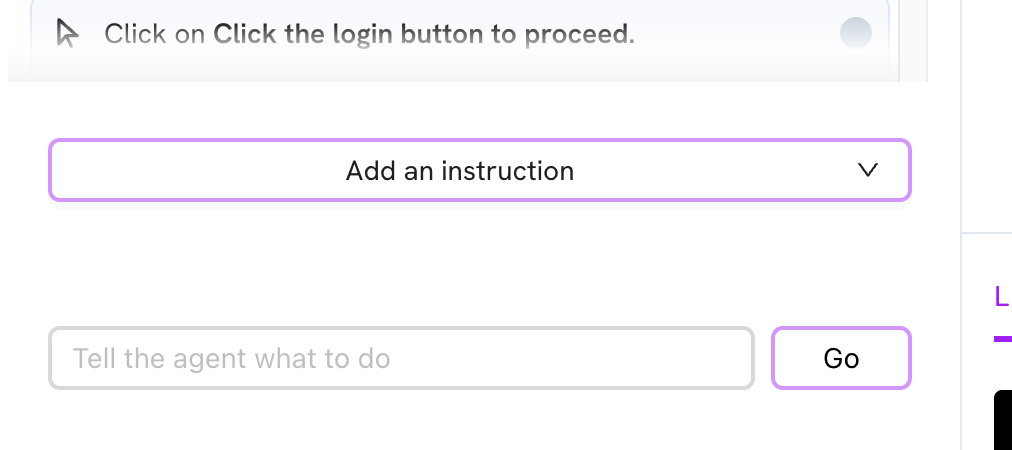 Click on Click the login button to proceed.
Add an instruction
Tell the agent what to do
Go
L